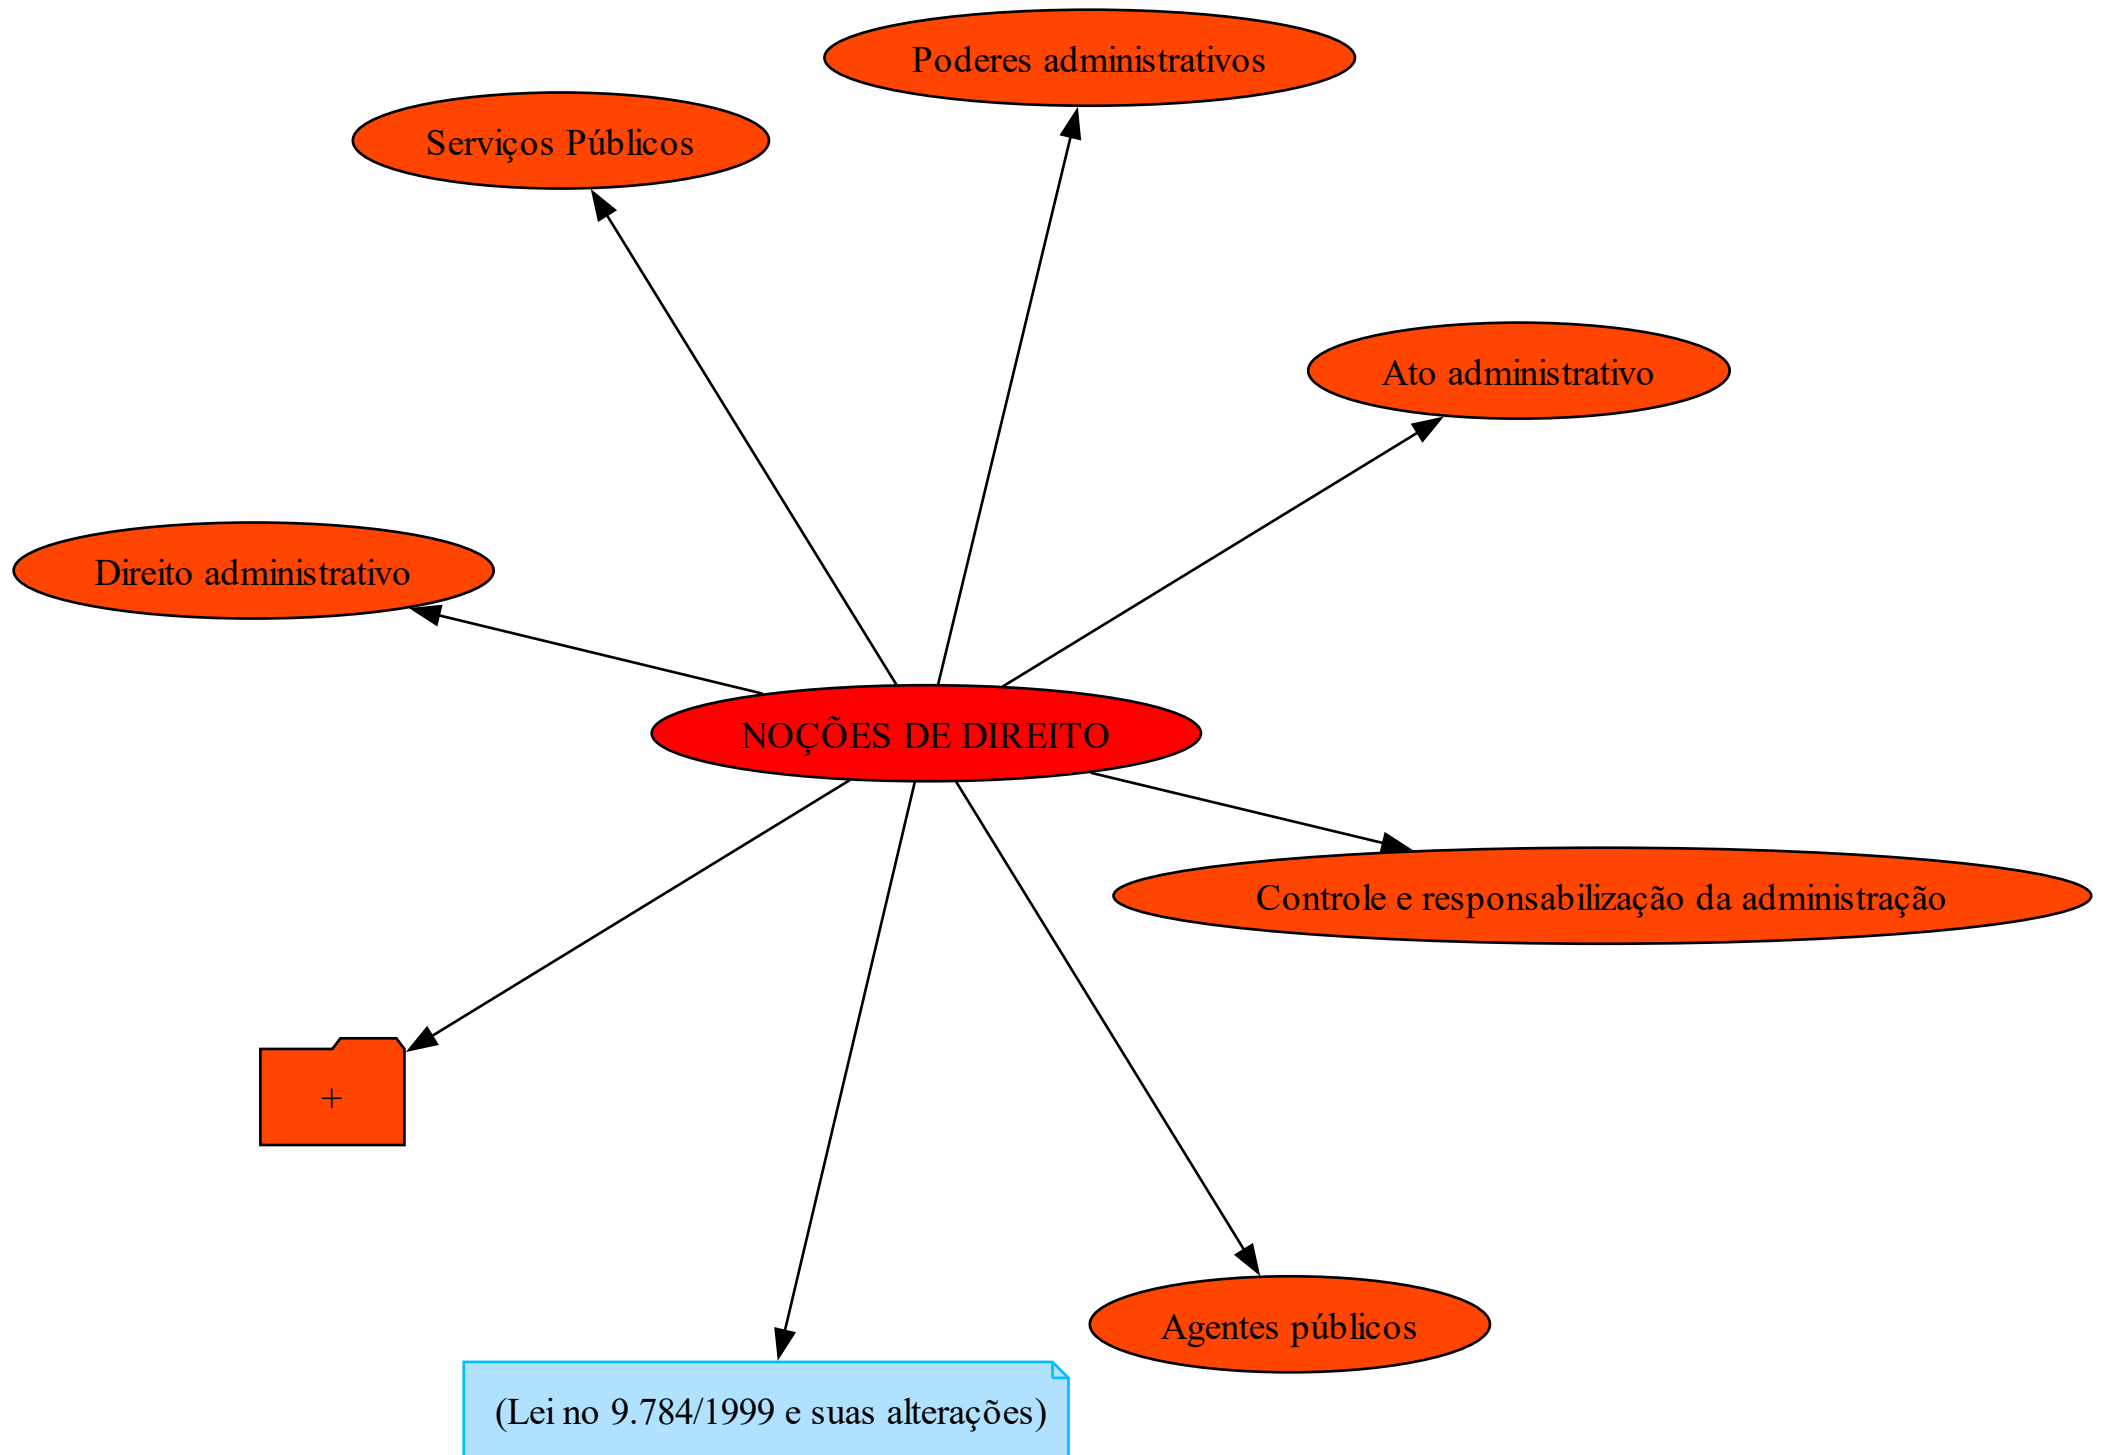 Poderes administrativos
Serviços Públicos
Ato administrativo
Direito administrativo
NOÇÕES DE DIREITO
Controle e responsabilização da administração
+
Agentes públicos
(Lei no 9.784/1999 e suas alterações)